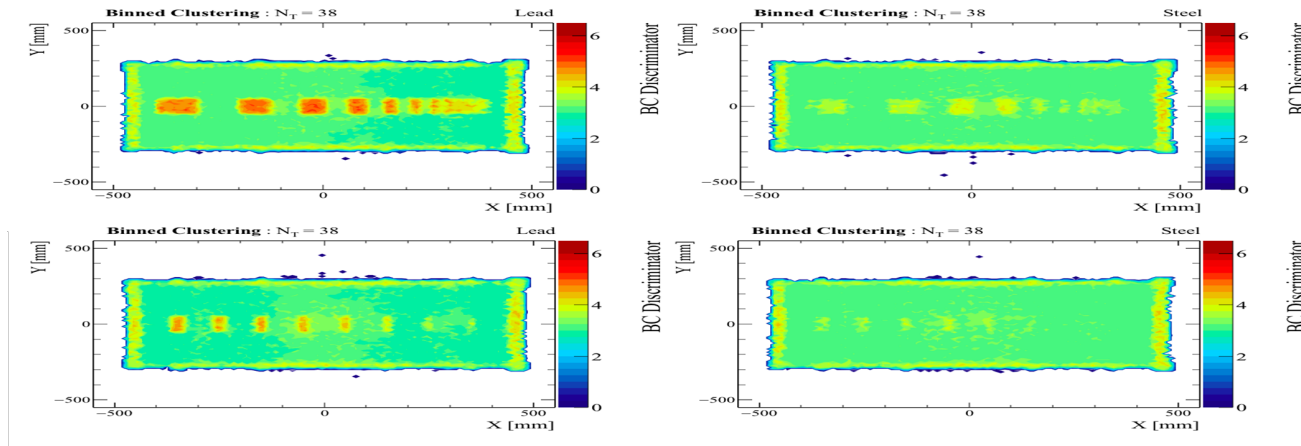 Binned Clustering : N_T = 38 Lead
Y [mm]
500
0
−500
−500 0 500
X [mm]
BC Discriminator
6
4
2
0
Binned Clustering : N_T = 38 Steel
Y [mm]
500
0
−500
−500 0 500
X [mm]
BC Discriminator
6
4
2
0
Binned Clustering : N_T = 38 Lead
Y [mm]
500
0
−500
−500 0 500
X [mm]
BC Discriminator
6
4
2
0
Binned Clustering : N_T = 38 Steel
Y [mm]
500
0
−500
−500 0 500
X [mm]
BC Discriminator
6
4
2
0